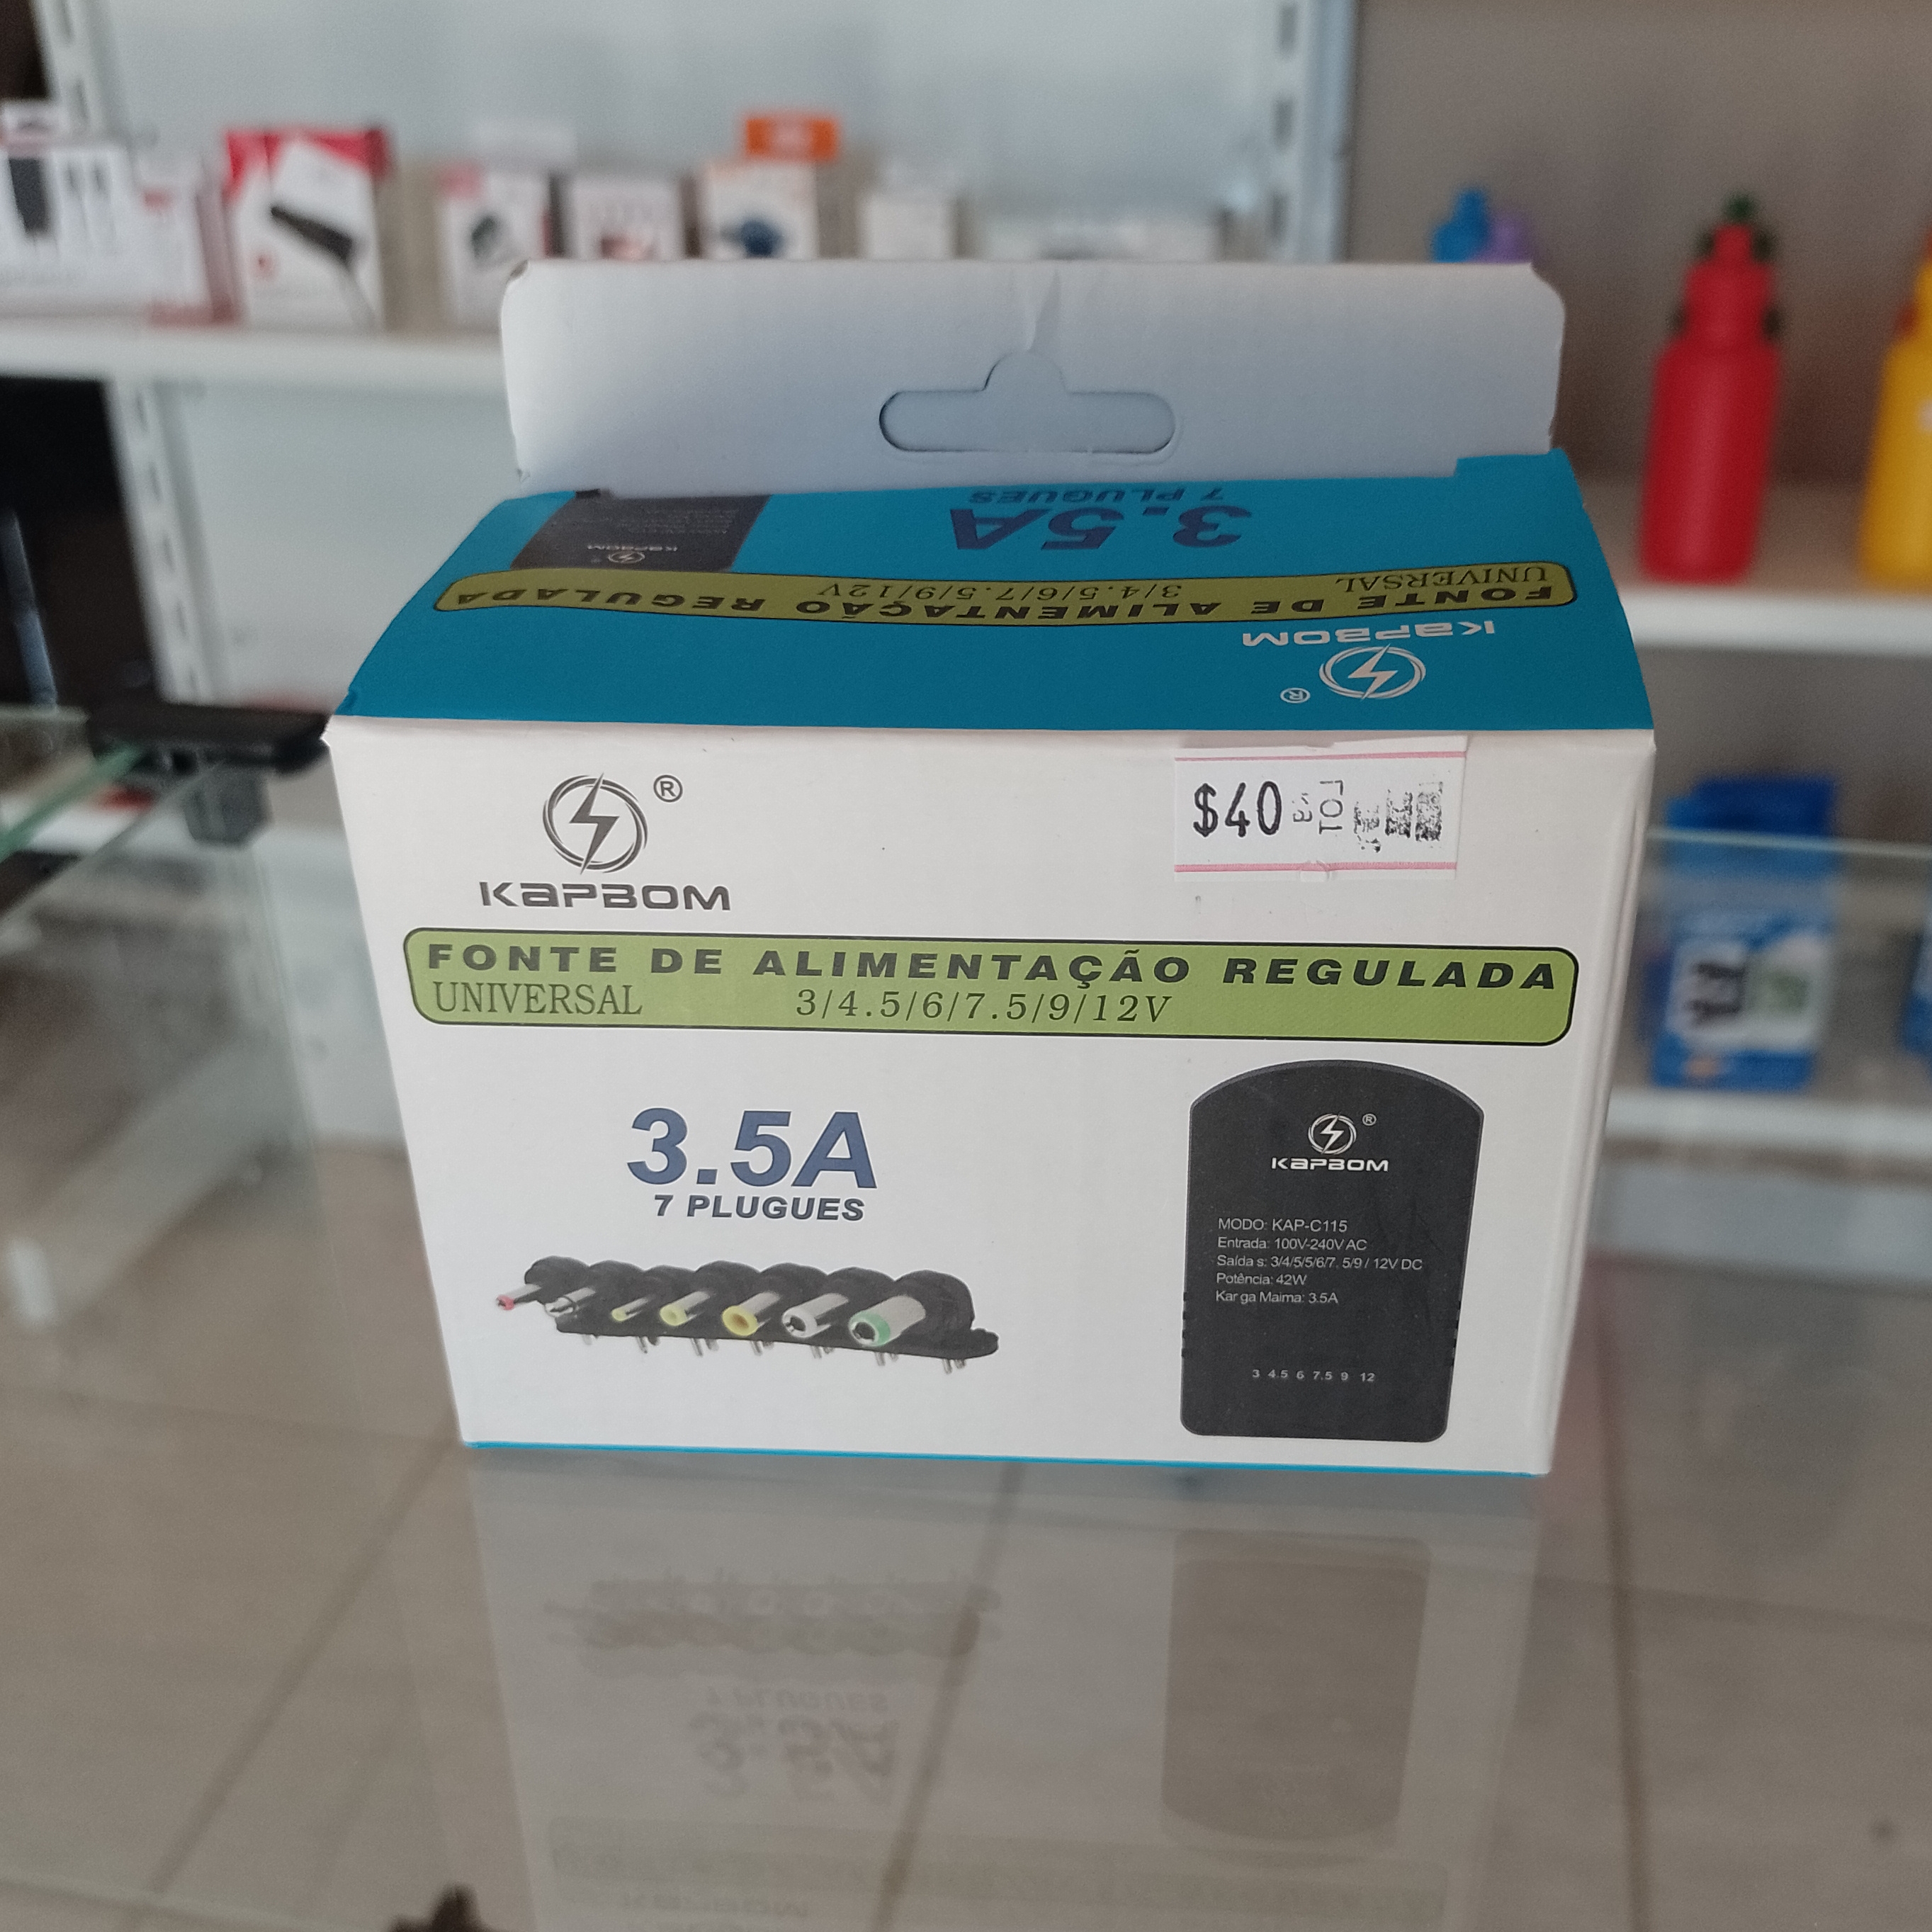 7 PLUGUES
3.5A
KAPBOM
3/4.5/6/7.5/9/12V
UNIVERSAL
FONTE DE ALIMENTAÇÃO REGULADA
KAPBOM
®
®
KAPBOM
$40
LOT
FONTE DE ALIMENTAÇÃO REGULADA
UNIVERSAL 3/4.5/6/7.5/9/12V
3.5A
7 PLUGUES
®
KAPBOM
MODO: KAP-C115
Entrada: 100V-240V AC
Saída s: 3/4/5/5/6/7. 5/9 / 12V DC
Potência: 42W
Kar ga Maima: 3.5A
3 4.5 6 7.5 9 12